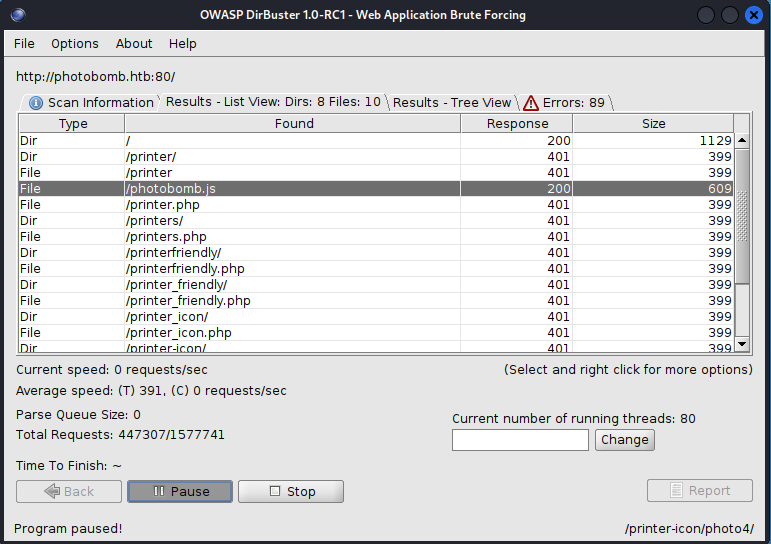 OWASP DirBuster 1.0-RC1 - Web Application Brute Forcing
File Options About Help
http://photobomb.htb:80/
Scan Information Results - List View: Dirs: 8 Files: 10 Results - Tree View Errors: 89
Type Found Response Size
Dir / 200 1129
Dir /printer/ 401 399
File /printer 401 399
File /photobomb.js 200 609
File /printer.php 401 399
Dir /printers/ 401 399
File /printers.php 401 399
Dir /printerfriendly/ 401 399
File /printerfriendly.php 401 399
Dir /printer_friendly/ 401 399
File /printer_friendly.php 401 399
Dir /printer_icon/ 401 399
File /printer_icon.php 401 399
Dir /printer-icon/ 401 399
Current speed: 0 requests/sec (Select and right click for more options)
Average speed: (T) 391, (C) 0 requests/sec
Parse Queue Size: 0
Current number of running threads: 80
Total Requests: 447307/1577741
Change
Time To Finish: ~
Back Pause Stop Report
Program paused! /printer-icon/photo4/